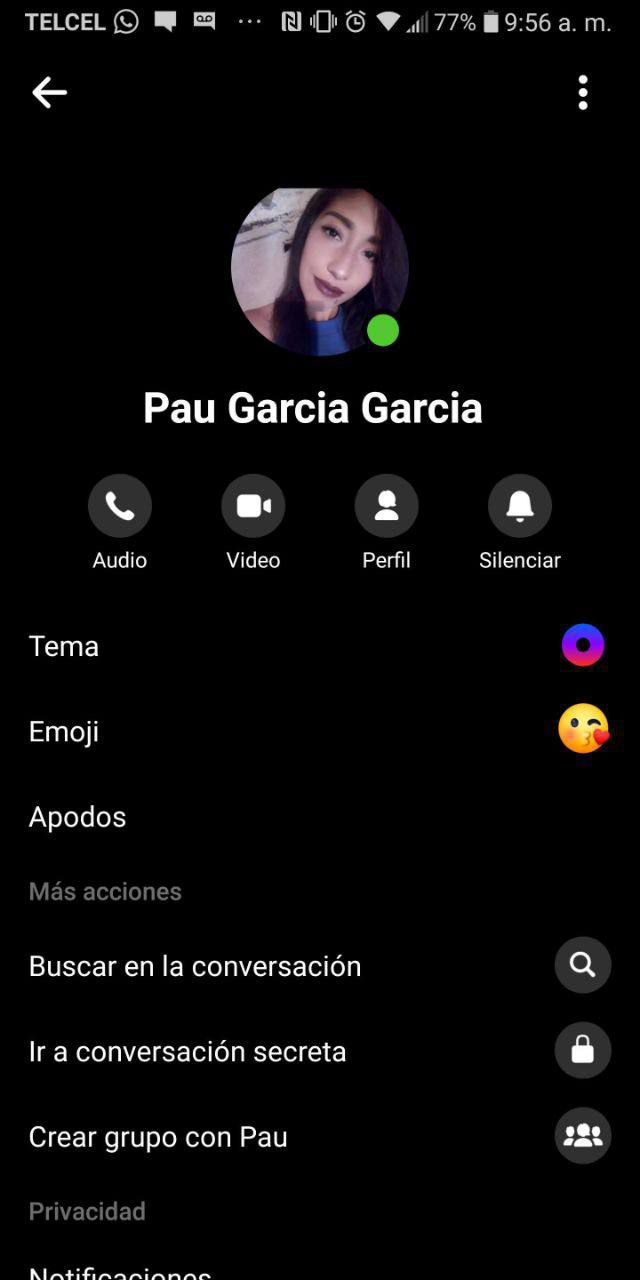 TELCEL 77% 9:56 a. m.
Pau Garcia Garcia
Audio Video Perfil Silenciar
Tema
Emoji
Apodos
Más acciones
Buscar en la conversación
Ir a conversación secreta
Crear grupo con Pau
Privacidad
Notificaciones